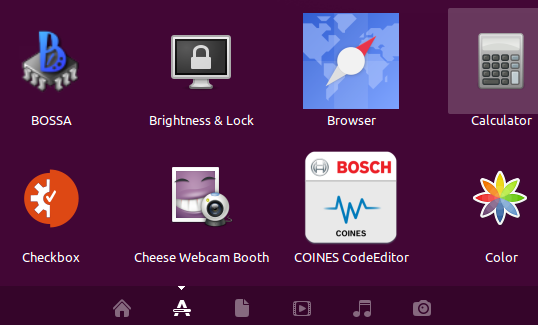 BOSSA
Brightness & Lock
Browser
Calculator
BOSCH
COINES
Checkbox
Cheese Webcam Booth
COINES CodeEditor
Color